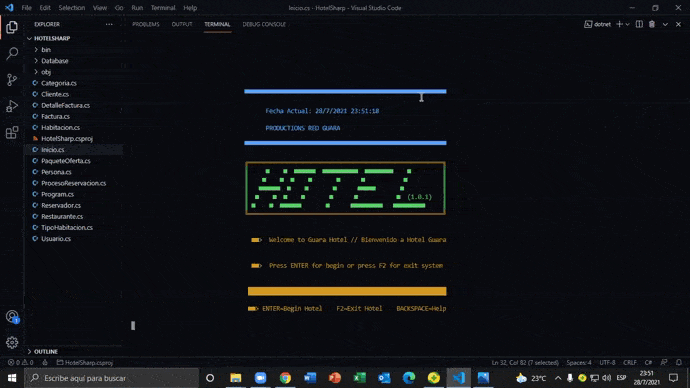 File Edit Selection View Go Run Terminal Help
Inicio.cs - HotelSharp - Visual Studio Code
EXPLORER
PROBLEMS OUTPUT TERMINAL DEBUG CONSOLE
dotnet
HOTELSHARP
bin
Database
obj
Categoria.cs
Cliente.cs
DetalleFactura.cs
Factura.cs
Habitacion.cs
HotelSharp.csproj
Inicio.cs
PaqueteOferta.cs
Persona.cs
ProcesoReservacion.cs
Program.cs
Reservador.cs
Restaurante.cs
TipoHabitacion.cs
Usuario.cs
OUTLINE
Fecha Actual: 28/7/2021 23:51:10
PRODUCTIONS RED GUARA
HOTEL
(1.0.1)
Welcome to Guara Hotel // Bienvenido a Hotel Guara
Press ENTER for begin or press F2 for exit system
ENTER=Begin Hotel F2=Exit Hotel BACKSPACE=Help
0 0 HotelSharp.csproj
Ln 32, Col 82 (7 selected) Spaces: 4 UTF-8 CRLF C#
Escribe aquí para buscar
23°C
ESP
23:51
28/7/2021